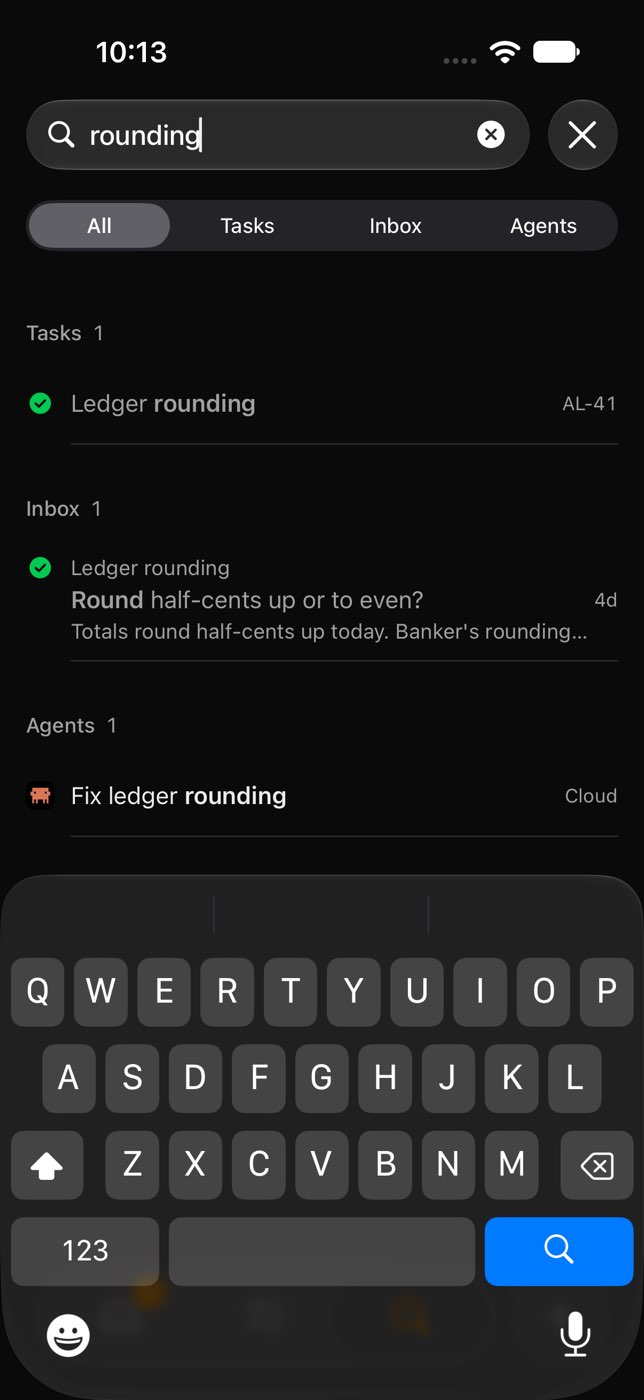 10:13
rounding
All Tasks Inbox Agents
Tasks 1
Ledger rounding AL-41
Inbox 1
Ledger rounding
Round half-cents up or to even? 4d
Totals round half-cents up today. Banker's rounding...
Agents 1
Fix ledger rounding Cloud
Q W E R T Y U I O P
A S D F G H J K L
Z X C V B N M
123